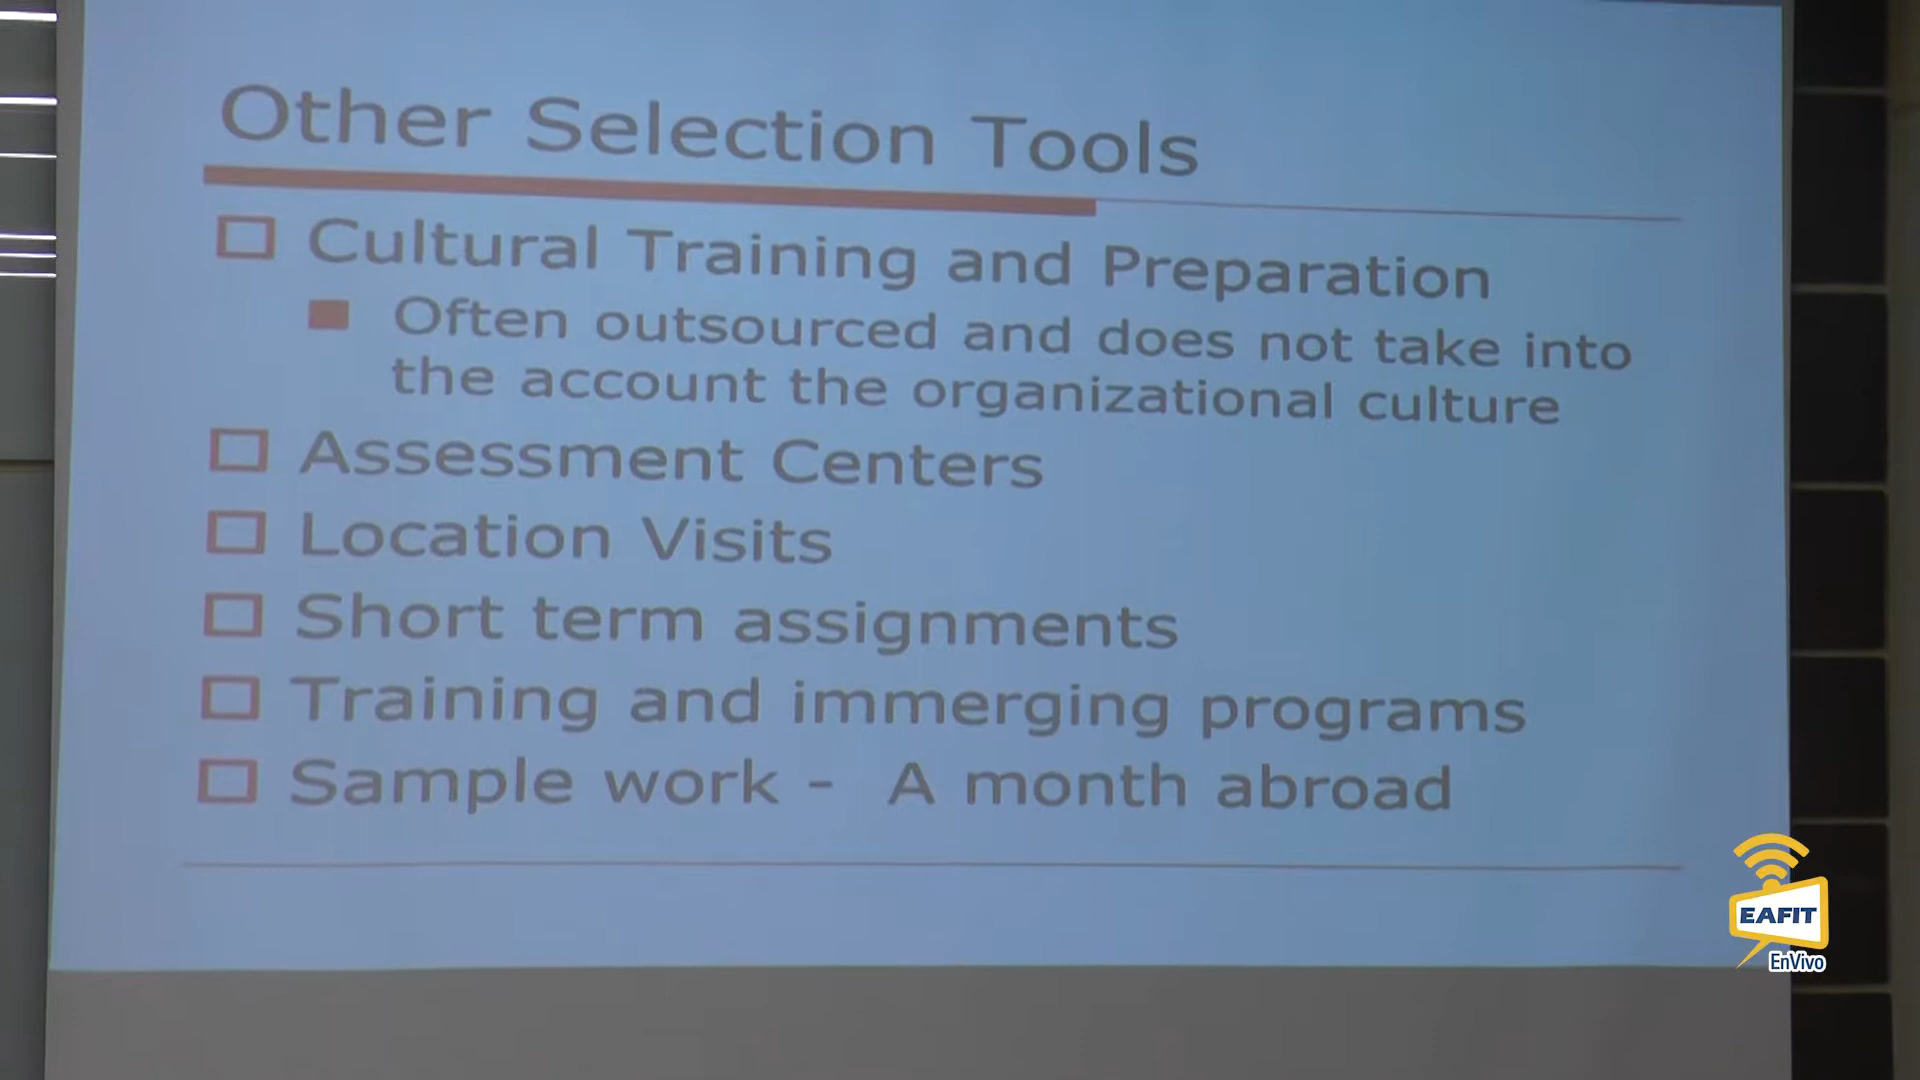 Other Selection Tools
Cultural Training and Preparation
Often outsourced and does not take into
the account the organizational culture
Assessment Centers
Location Visits
Short term assignments
Training and immerging programs
Sample work - A month abroad
EAFIT
EnVivo